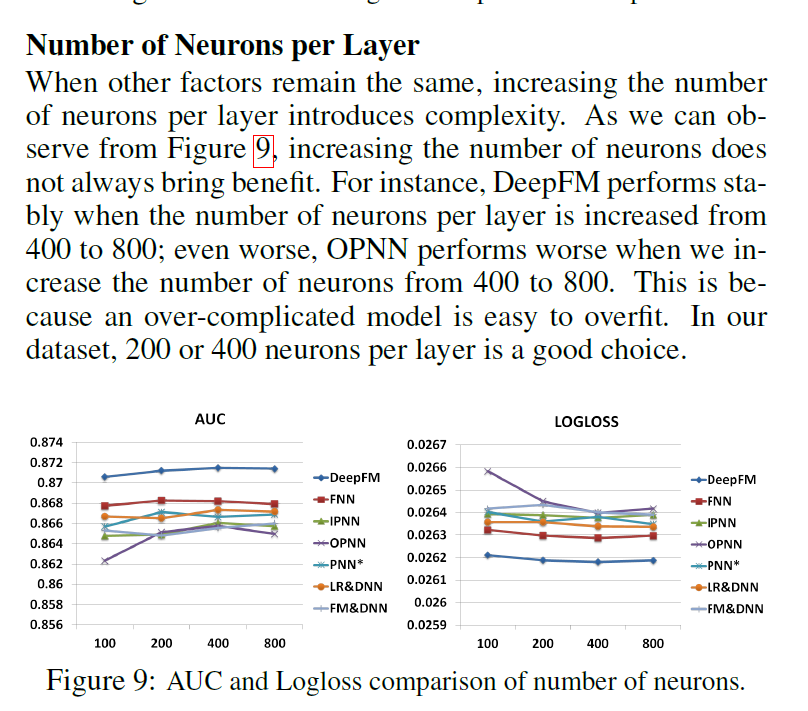 Number of Neurons per Layer
When other factors remain the same, increasing the number
of neurons per layer introduces complexity. As we can ob-
serve from Figure 9, increasing the number of neurons does
not always bring benefit. For instance, DeepFM performs sta-
bly when the number of neurons per layer is increased from
400 to 800; even worse, OPNN performs worse when we in-
crease the number of neurons from 400 to 800. This is be-
cause an over-complicated model is easy to overfit. In our
dataset, 200 or 400 neurons per layer is a good choice.
AUC
0.874
0.872
0.87
0.868
0.866
0.864
0.862
0.86
0.858
0.856
100 200 400 800
DeepFM
FNN
IPNN
OPNN
PNN*
LR&DNN
FM&DNN
LOGLOSS
0.0267
0.0266
0.0265
0.0264
0.0263
0.0262
0.0261
0.026
0.0259
100 200 400 800
DeepFM
FNN
IPNN
OPNN
PNN*
LR&DNN
FM&DNN
Figure 9: AUC and Logloss comparison of number of neurons.